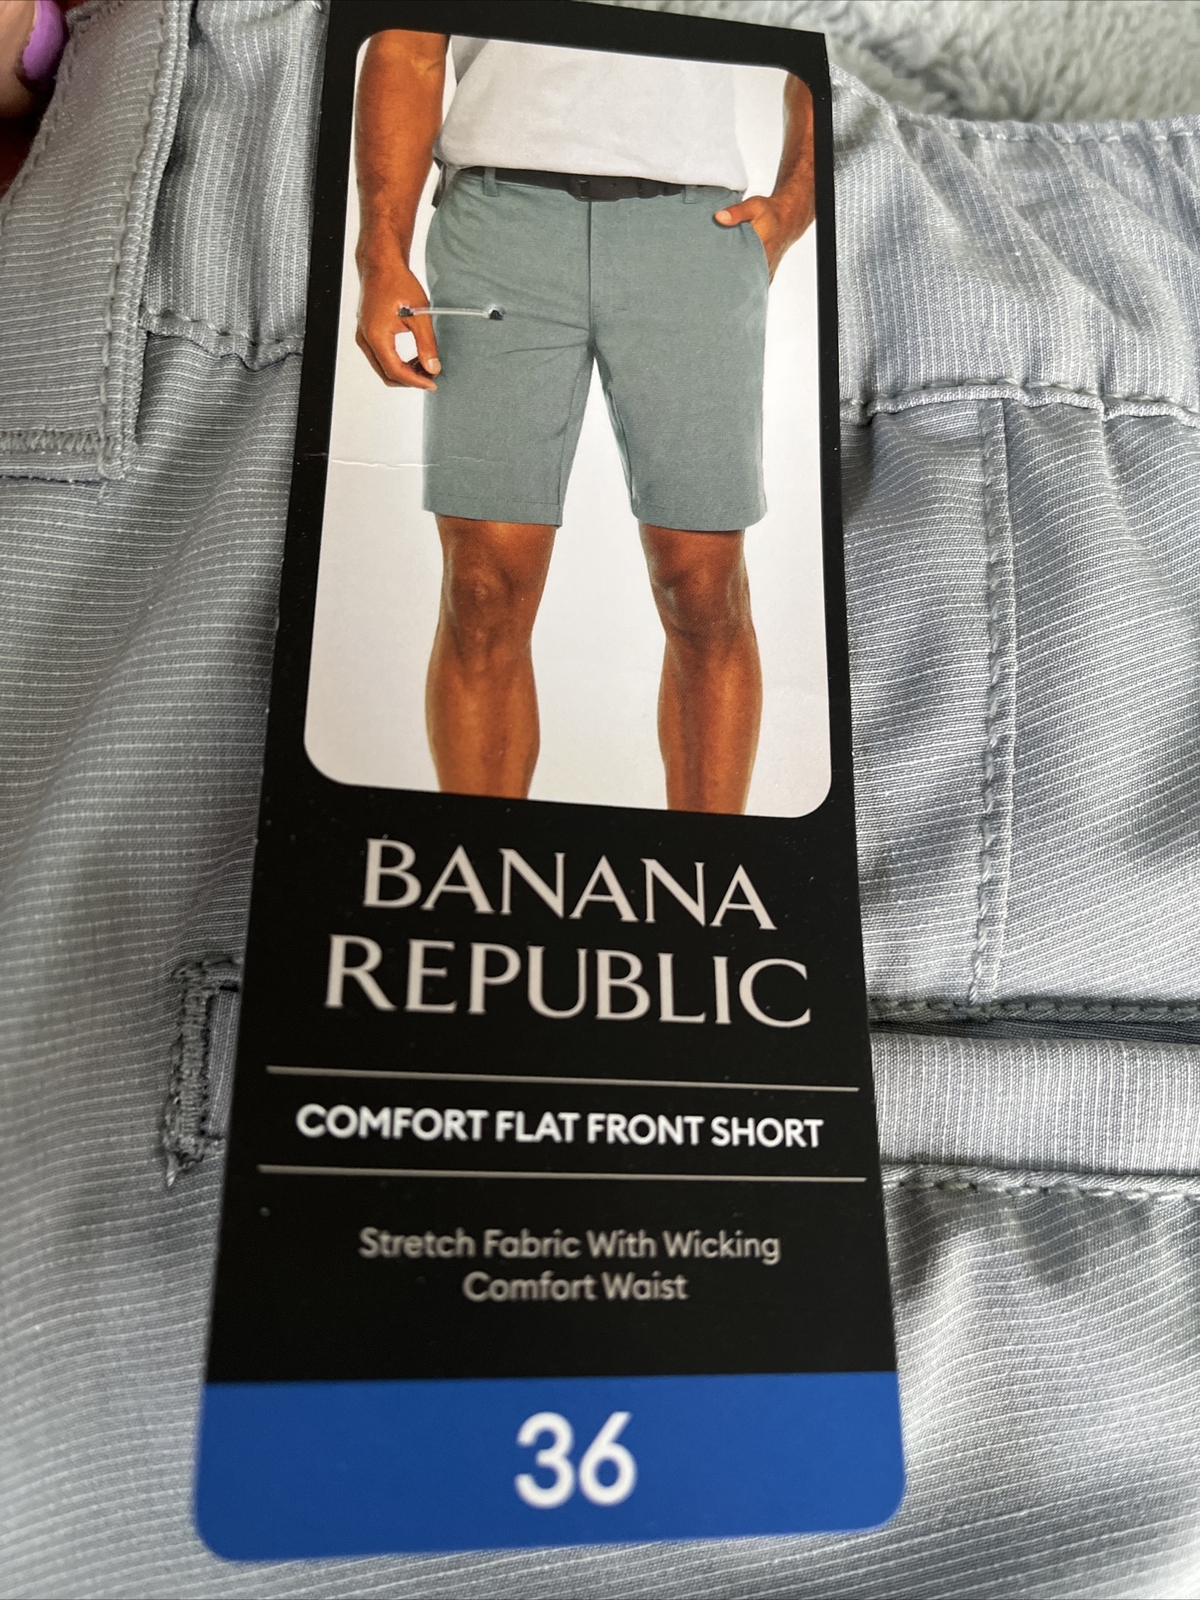 BANANA
REPUBLIC
COMFORT FLAT FRONT SHORT
Stretch Fabric With Wicking
Comfort Waist
36